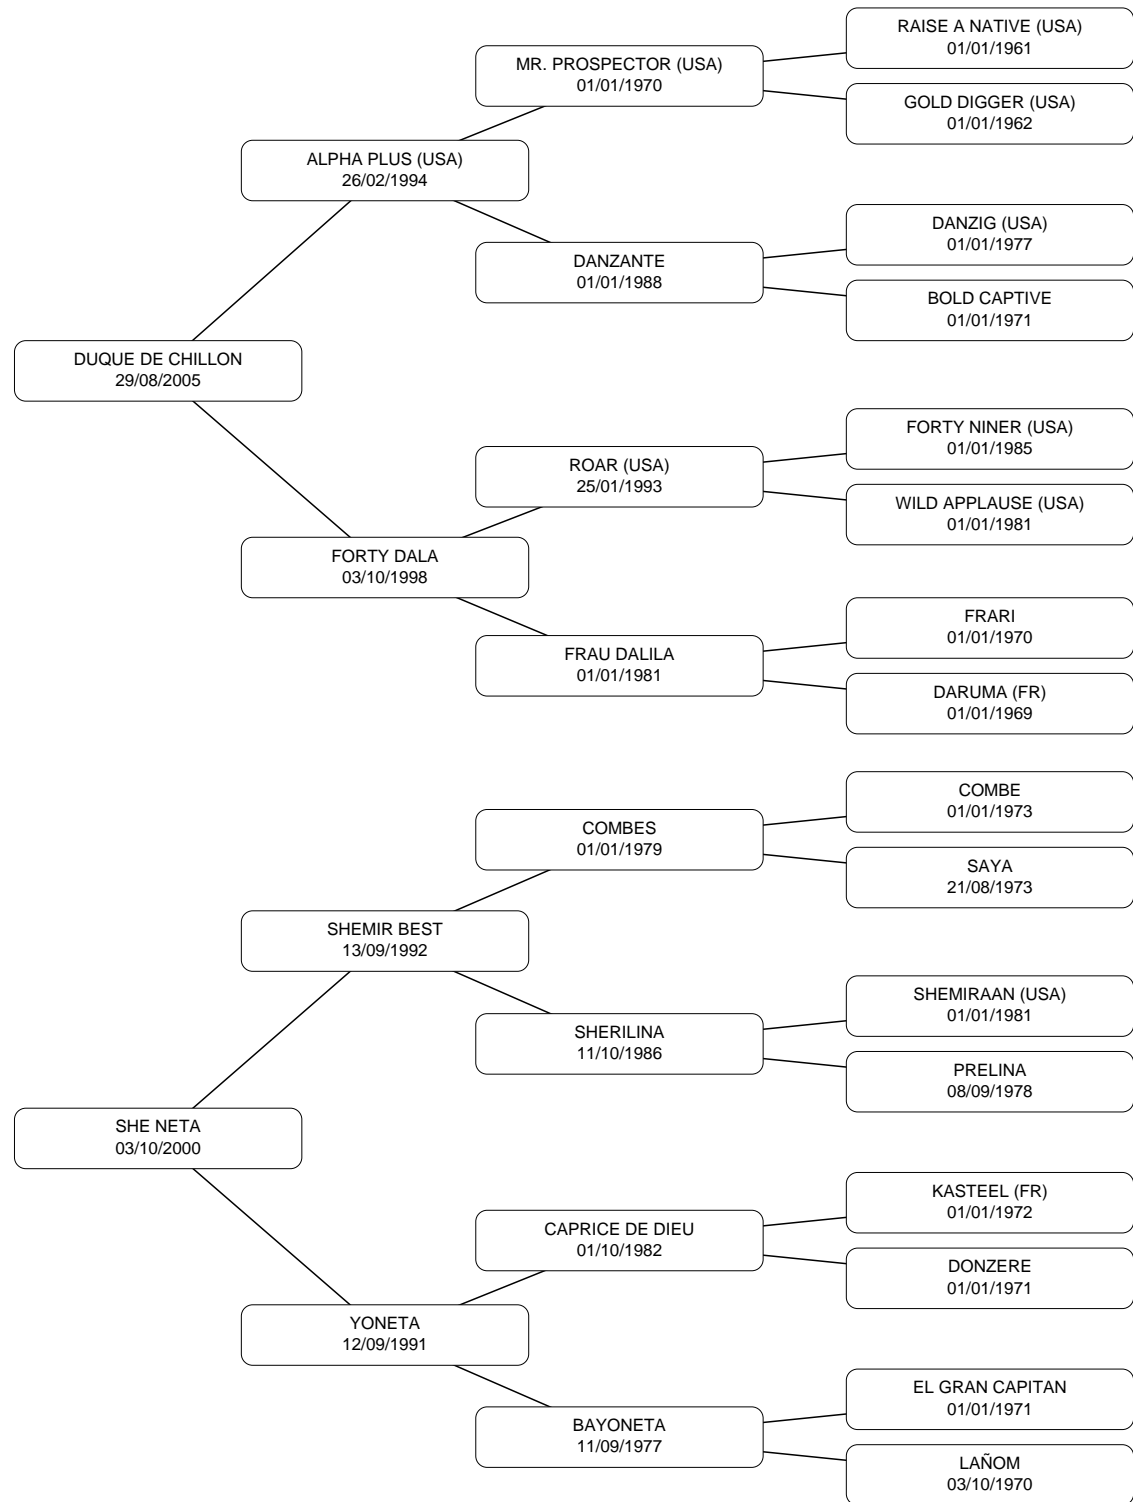 RAISE A NATIVE (USA)
01/01/1961
MR. PROSPECTOR (USA)
01/01/1970
GOLD DIGGER (USA)
01/01/1962
ALPHA PLUS (USA)
26/02/1994
DANZIG (USA)
01/01/1977
DANZANTE
01/01/1988
BOLD CAPTIVE
01/01/1971
DUQUE DE CHILLON
29/08/2005
FORTY NINER (USA)
01/01/1985
ROAR (USA)
25/01/1993
WILD APPLAUSE (USA)
01/01/1981
FORTY DALA
03/10/1998
FRARI
01/01/1970
FRAU DALILA
01/01/1981
DARUMA (FR)
01/01/1969
COMBE
01/01/1973
COMBES
01/01/1979
SAYA
21/08/1973
SHEMIR BEST
13/09/1992
SHEMIRAAN (USA)
01/01/1981
SHERILINA
11/10/1986
PRELINA
08/09/1978
SHE NETA
03/10/2000
KASTEEL (FR)
01/01/1972
CAPRICE DE DIEU
01/10/1982
DONZERE
01/01/1971
YONETA
12/09/1991
EL GRAN CAPITAN
01/01/1971
BAYONETA
11/09/1977
LAÑOM
03/10/1970